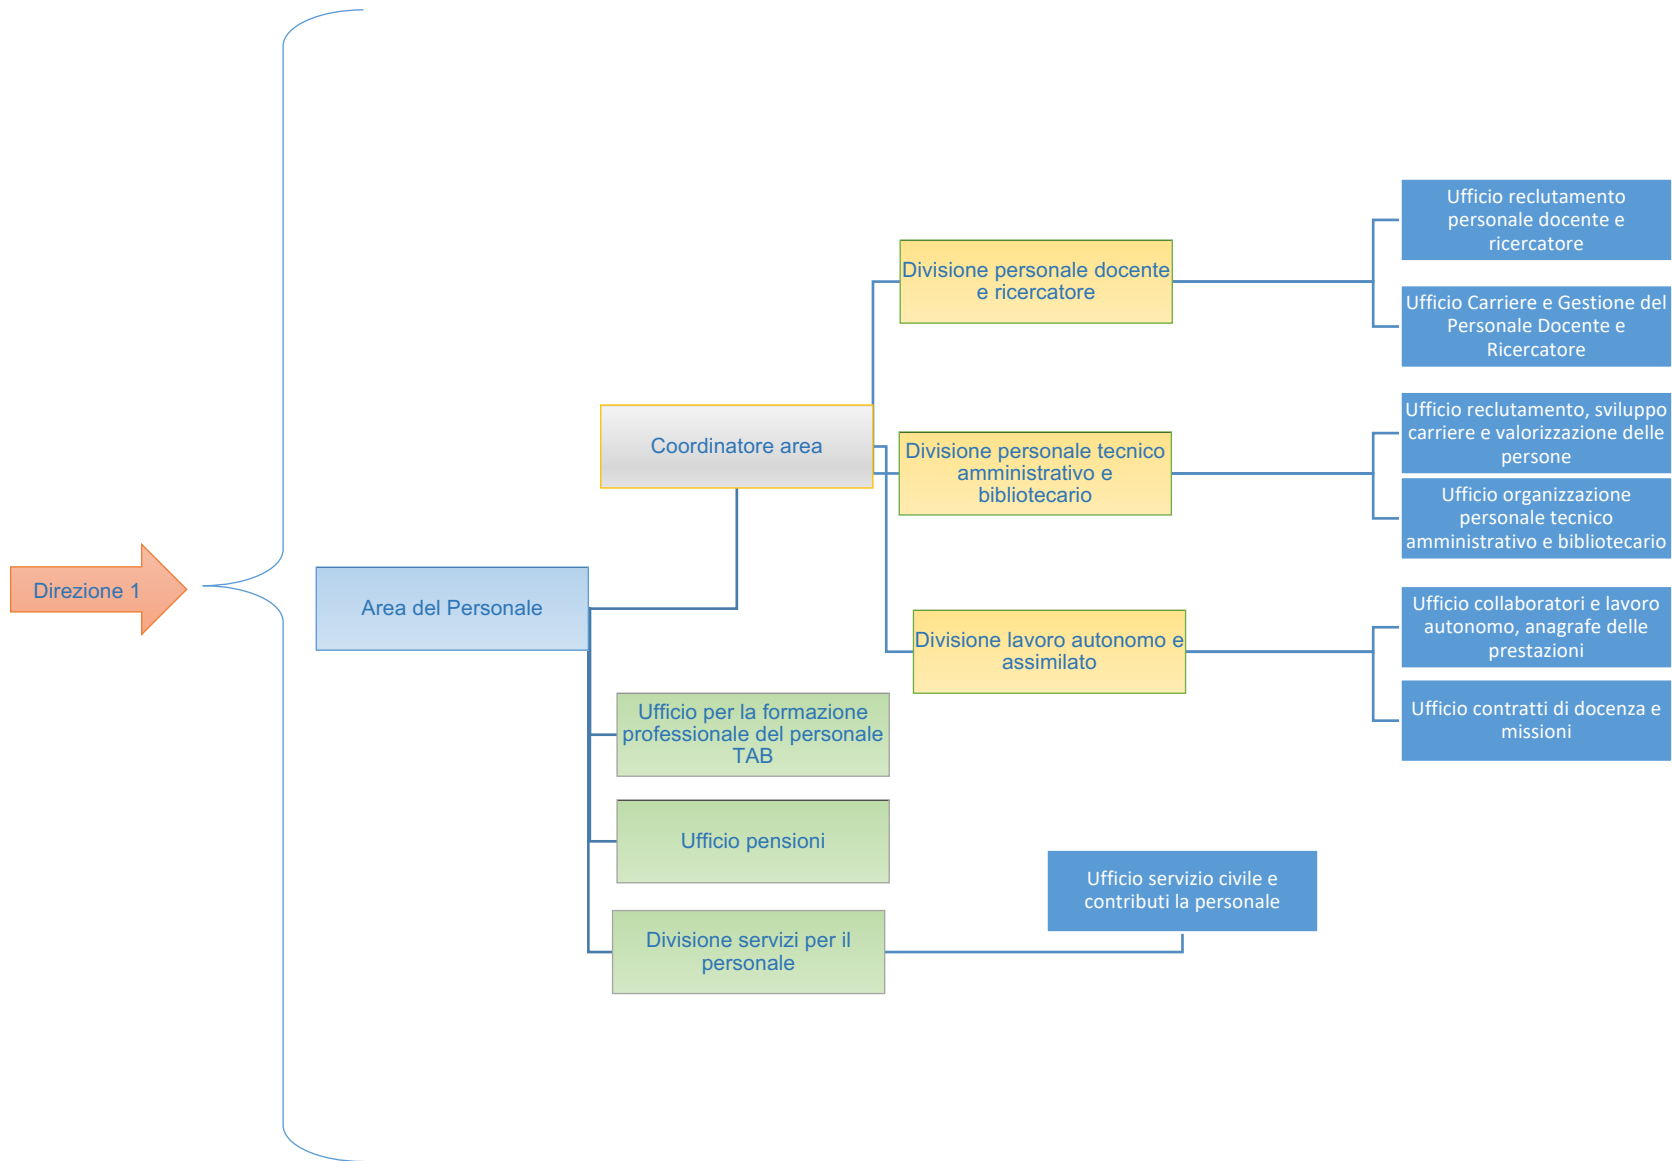 Direzione 1
Area del Personale
Coordinatore area
Divisione personale docente
e ricercatore
Ufficio reclutamento
personale docente e
ricercatore
Ufficio Carriere e Gestione del
Personale Docente e
Ricercatore
Divisione personale tecnico
amministrativo e
bibliotecario
Ufficio reclutamento, sviluppo
carriere e valorizzazione delle
persone
Ufficio organizzazione
personale tecnico
amministrativo e bibliotecario
Divisione lavoro autonomo e
assimilato
Ufficio collaboratori e lavoro
autonomo, anagrafe delle
prestazioni
Ufficio contratti di docenza e
missioni
Ufficio per la formazione
professionale del personale
TAB
Ufficio pensioni
Divisione servizi per il
personale
Ufficio servizio civile e
contributi la personale